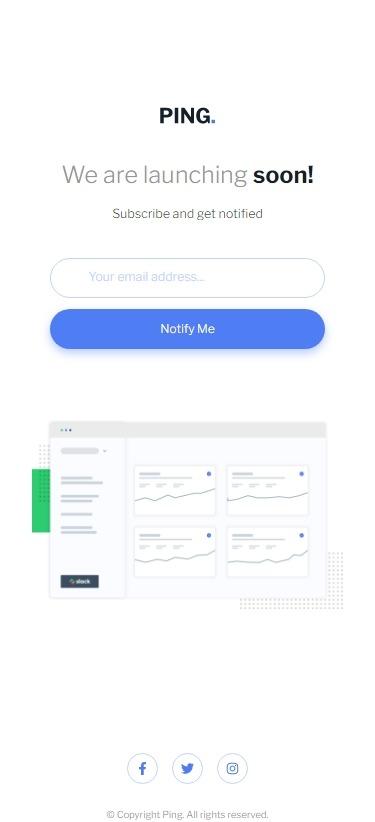 PING.
We are launching soon!
Subscribe and get notified
Your email address...
Notify Me
slack
© Copyright Ping. All rights reserved.